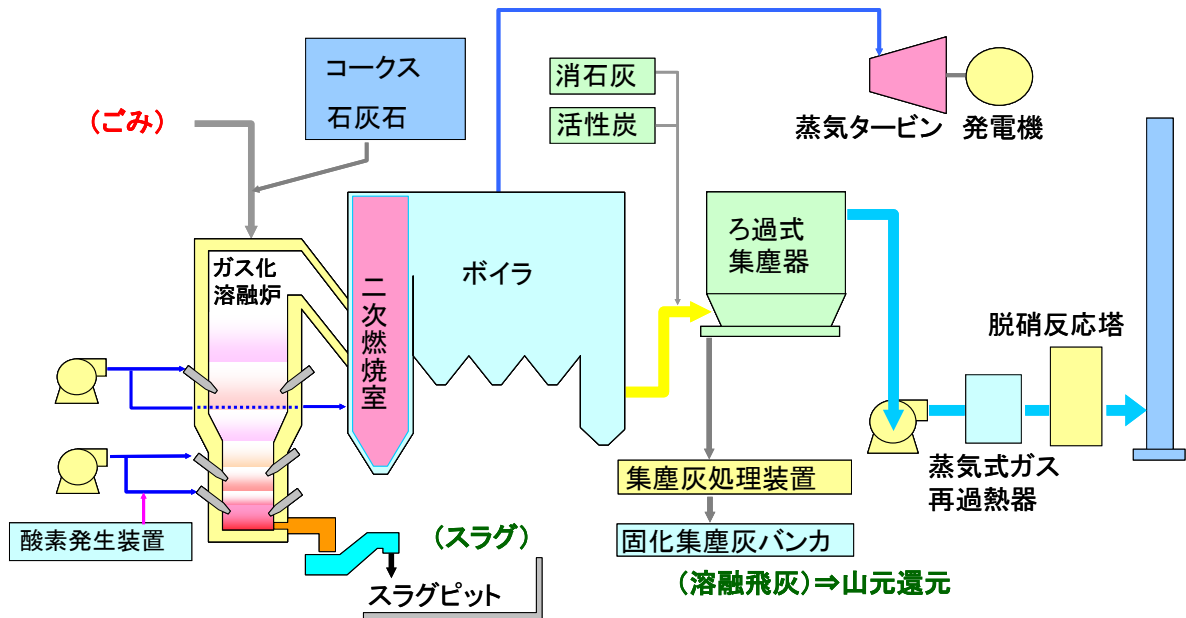 コークス
石灰石
（ごみ）
消石灰
活性炭
蒸気タービン
発電機
ガス化
溶融炉
二次燃焼室
ボイラ
ろ過式
集塵器
脱硝反応塔
蒸気式ガス
再過熱器
集塵灰処理装置
固化集塵灰バンカ
（溶融飛灰）⇒山元還元
酸素発生装置
（スラグ）
スラグピット